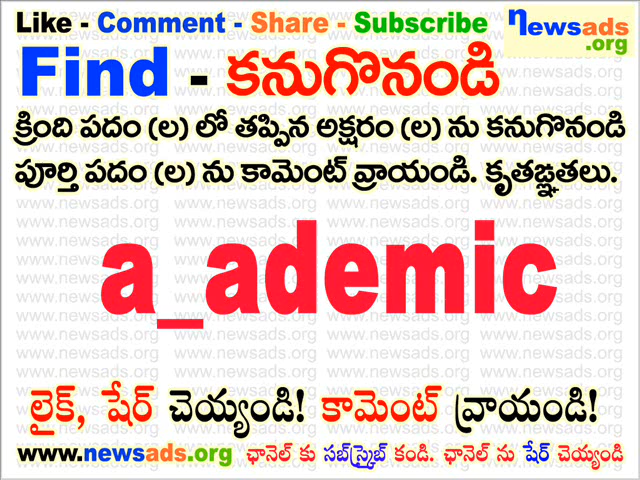 Like - Comment - Share - Subscribe
newsads
.org
Find - కనుగొనండి
క్రింది పదం (ల) లో తప్పిన అక్షరం (ల) ను కనుగొనండి
పూర్తి పదం (ల) ను కామెంట్ వ్రాయండి. కృతజ్ఞతలు.
a_ademic
లైక్, షేర్ చెయ్యండి! కామెంట్ వ్రాయండి!
www.newsads.org ఛానెల్ కు సబ్‌స్క్రైబ్ కండి. ఛానెల్ ను షేర్ చెయ్యండి